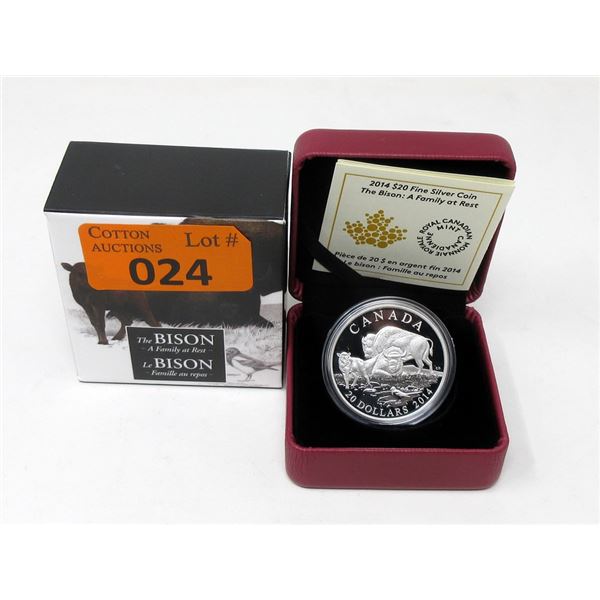 COTTON
AUCTIONS
Lot #
024
The BISON
- A Family at Rest -
Le BISON
- Famille au repos -
2014 $20 Fine Silver Coin
The Bison: A Family at Rest
ROYAL CANADIAN MINT
MONNAIE ROYALE CANADIENNE
Pièce de 20 $ en argent fin 2014
Le bison : Famille au repos
CANADA
20 DOLLARS 2014